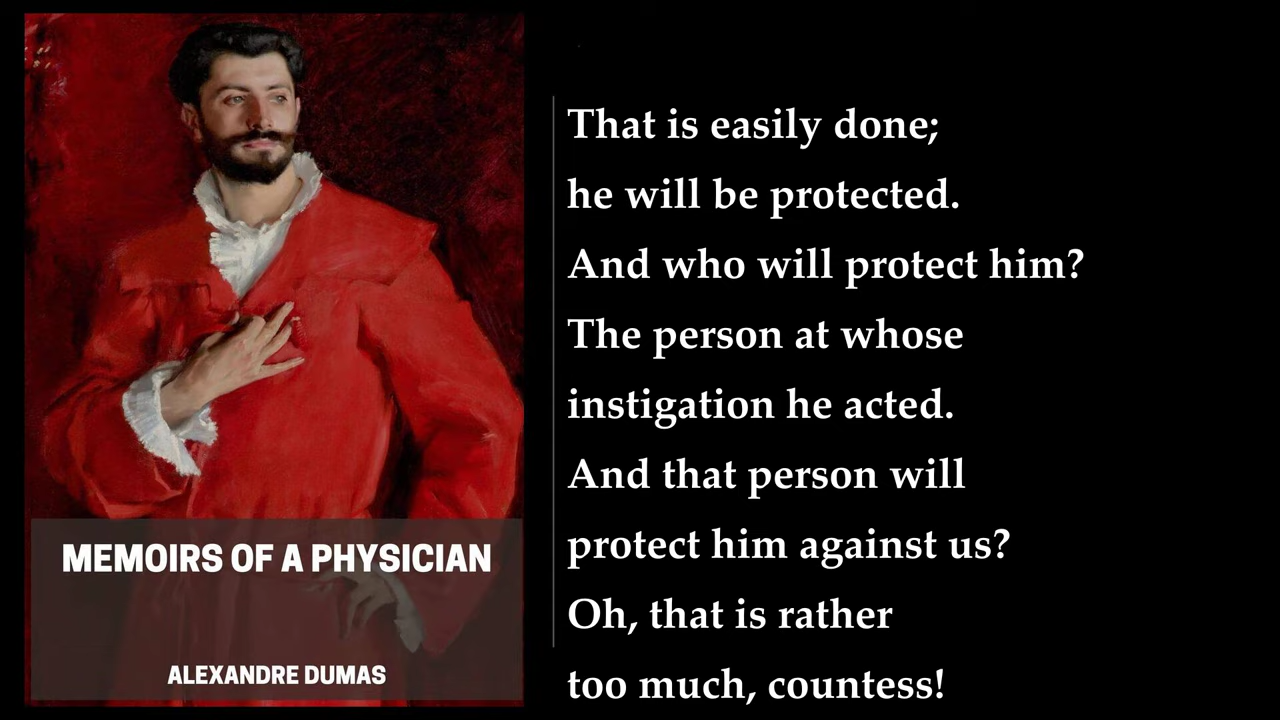 MEMOIRS OF A PHYSICIAN
ALEXANDRE DUMAS
That is easily done;
he will be protected.
And who will protect him?
The person at whose
instigation he acted.
And that person will
protect him against us?
Oh, that is rather
too much, countess!